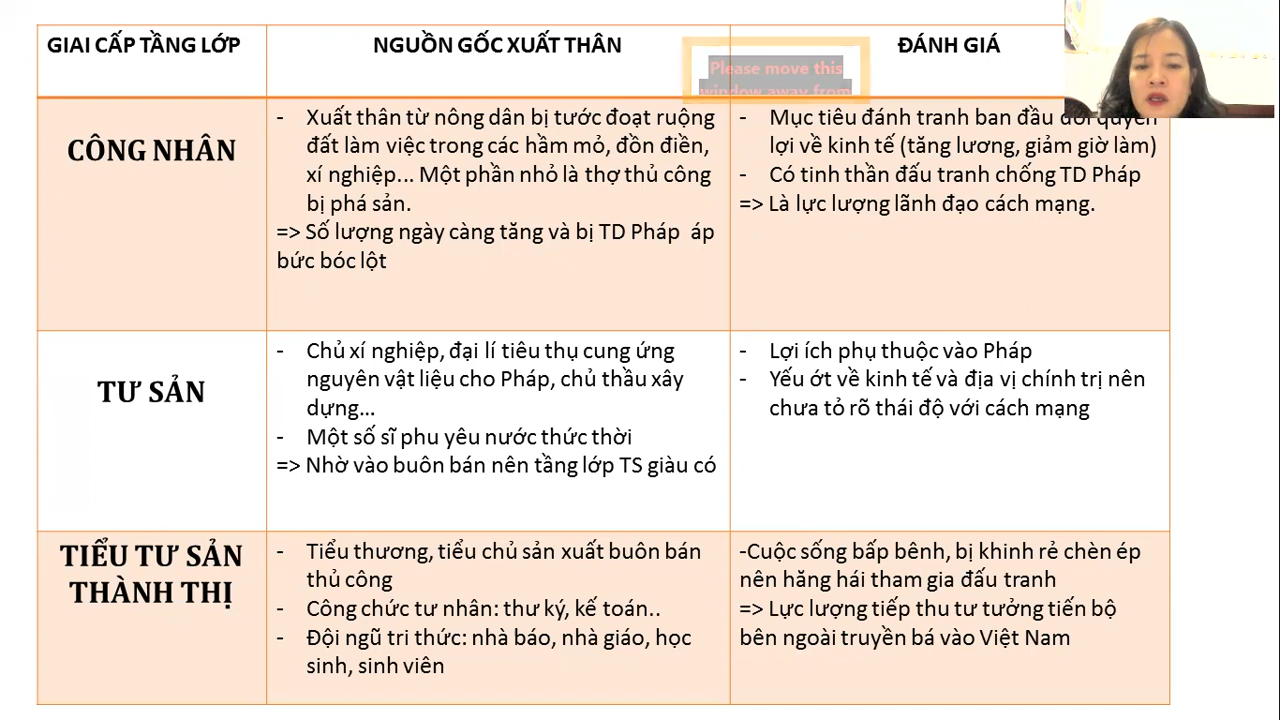 GIAI CẤP TẦNG LỚP
NGUỒN GỐC XUẤT THÂN
ĐÁNH GIÁ
Please move this
window away from
CÔNG NHÂN
- Xuất thân từ nông dân bị tước đoạt ruộng
đất làm việc trong các hầm mỏ, đồn điền,
xí nghiệp... Một phần nhỏ là thợ thủ công
bị phá sản.
=> Số lượng ngày càng tăng và bị TD Pháp áp
bức bóc lột
- Mục tiêu đánh tranh ban đầu đòi quyền
lợi về kinh tế (tăng lương, giảm giờ làm)
- Có tinh thần đấu tranh chống TD Pháp
=> Là lực lượng lãnh đạo cách mạng.
TƯ SẢN
- Chủ xí nghiệp, đại lí tiêu thụ cung ứng
nguyên vật liệu cho Pháp, chủ thầu xây
dựng...
- Một số sĩ phu yêu nước thức thời
=> Nhờ vào buôn bán nên tầng lớp TS giàu có
- Lợi ích phụ thuộc vào Pháp
- Yếu ớt về kinh tế và địa vị chính trị nên
chưa tỏ rõ thái độ với cách mạng
TIỂU TƯ SẢN
THÀNH THỊ
- Tiểu thương, tiểu chủ sản xuất buôn bán
thủ công
- Công chức tư nhân: thư ký, kế toán..
- Đội ngũ tri thức: nhà báo, nhà giáo, học
sinh, sinh viên
-Cuộc sống bấp bênh, bị khinh rẻ chèn ép
nên hăng hái tham gia đấu tranh
=> Lực lượng tiếp thu tư tưởng tiến bộ
bên ngoài truyền bá vào Việt Nam